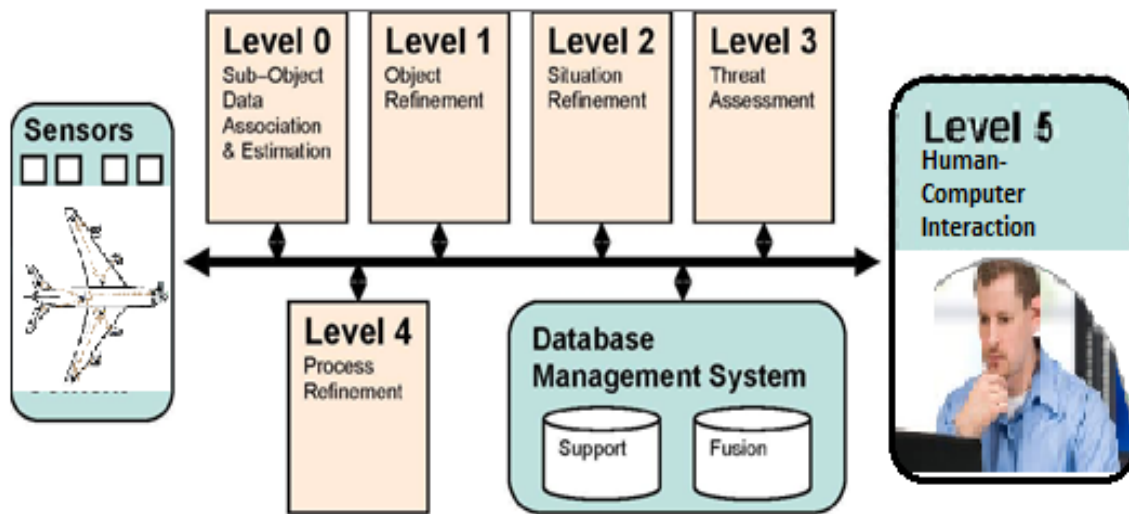 Sensors
Level 0
Sub-Object
Data
Association
& Estimation
Level 1
Object
Refinement
Level 2
Situation
Refinement
Level 3
Threat
Assessment
Level 5
Human-
Computer
Interaction
Level 4
Process
Refinement
Database
Management System
Support
Fusion